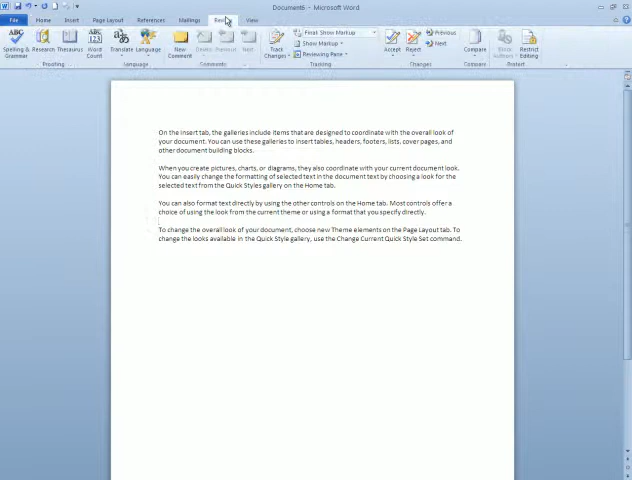 Document6 - Microsoft Word
File Home Insert Page Layout References Mailings View
Final: Show Markup Previous
Show Markup Next
Reviewing Pane
Spelling & Grammar Research Thesaurus Word Count Translate Language New Comment Delete Previous Next Track Changes Accept Reject Compare Block Authors Restrict Editing
Proofing Language Comments Tracking Changes Compare Protect
On the Insert tab, the galleries include items that are designed to coordinate with the overall look of
your document. You can use these galleries to insert tables, headers, footers, lists, cover pages, and
other document building blocks.
When you create pictures, charts, or diagrams, they also coordinate with your current document look.
You can easily change the formatting of selected text in the document text by choosing a look for the
selected text from the Quick Styles gallery on the Home tab.
You can also format text directly by using the other controls on the Home tab. Most controls offer a
choice of using the look from the current theme or using a format that you specify directly.
To change the overall look of your document, choose new Theme elements on the Page Layout tab. To
change the looks available in the Quick Style gallery, use the Change Current Quick Style Set command.